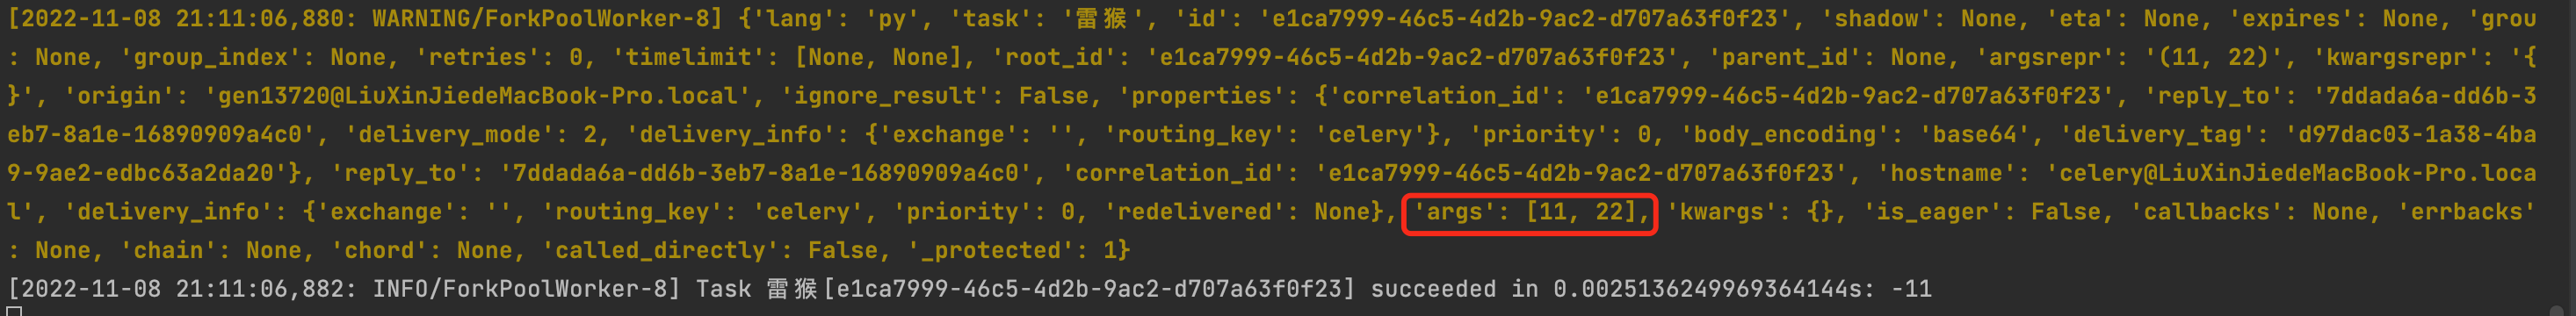 [2022-11-08 21:11:06,880: WARNING/ForkPoolWorker-8] {'lang': 'py', 'task': '雷猴', 'id': 'e1ca7999-46c5-4d2b-9ac2-d707a63f0f23', 'shadow': None, 'eta': None, 'expires': None, 'grou
: None, 'group_index': None, 'retries': 0, 'timelimit': [None, None], 'root_id': 'e1ca7999-46c5-4d2b-9ac2-d707a63f0f23', 'parent_id': None, 'argsrepr': '(11, 22)', 'kwargsrepr': '{
}', 'origin': 'gen13720@LiuXinJiedeMacBook-Pro.local', 'ignore_result': False, 'properties': {'correlation_id': 'e1ca7999-46c5-4d2b-9ac2-d707a63f0f23', 'reply_to': '7ddada6a-dd6b-3
eb7-8a1e-16890909a4c0', 'delivery_mode': 2, 'delivery_info': {'exchange': '', 'routing_key': 'celery'}, 'priority': 0, 'body_encoding': 'base64', 'delivery_tag': 'd97dac03-1a38-4ba
9-9ae2-edbc63a2da20'}, 'reply_to': '7ddada6a-dd6b-3eb7-8a1e-16890909a4c0', 'correlation_id': 'e1ca7999-46c5-4d2b-9ac2-d707a63f0f23', 'hostname': 'celery@LiuXinJiedeMacBook-Pro.loca
l', 'delivery_info': {'exchange': '', 'routing_key': 'celery', 'priority': 0, 'redelivered': None}, 'args': [11, 22], 'kwargs': {}, 'is_eager': False, 'callbacks': None, 'errbacks'
: None, 'chain': None, 'chord': None, 'called_directly': False, '_protected': 1}
[2022-11-08 21:11:06,882: INFO/ForkPoolWorker-8] Task 雷猴[e1ca7999-46c5-4d2b-9ac2-d707a63f0f23] succeeded in 0.0025136249969364144s: -11